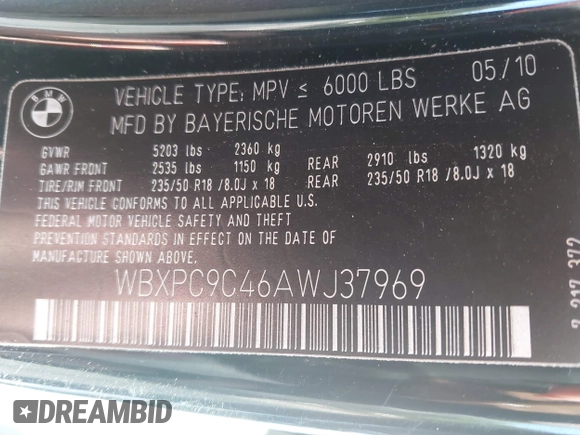 BMW
VEHICLE TYPE: MPV ≤ 6000 LBS 05/10
MFD BY BAYERISCHE MOTOREN WERKE AG
GVWR 5203 lbs 2360 kg
GAWR FRONT 2535 lbs 1150 kg REAR 2910 lbs 1320 kg
TIRE/RIM FRONT 235/50 R18 /8.0J x 18 REAR 235/50 R18 /8.0J x 18
THIS VEHICLE CONFORMS TO ALL APPLICABLE U.S.
FEDERAL MOTOR VEHICLE SAFETY AND THEFT
PREVENTION STANDARDS IN EFFECT ON THE DATE OF
MANUFACTURE SHOWN ABOVE.
WBXPC9C46AWJ37969
217 372
DREAMBID